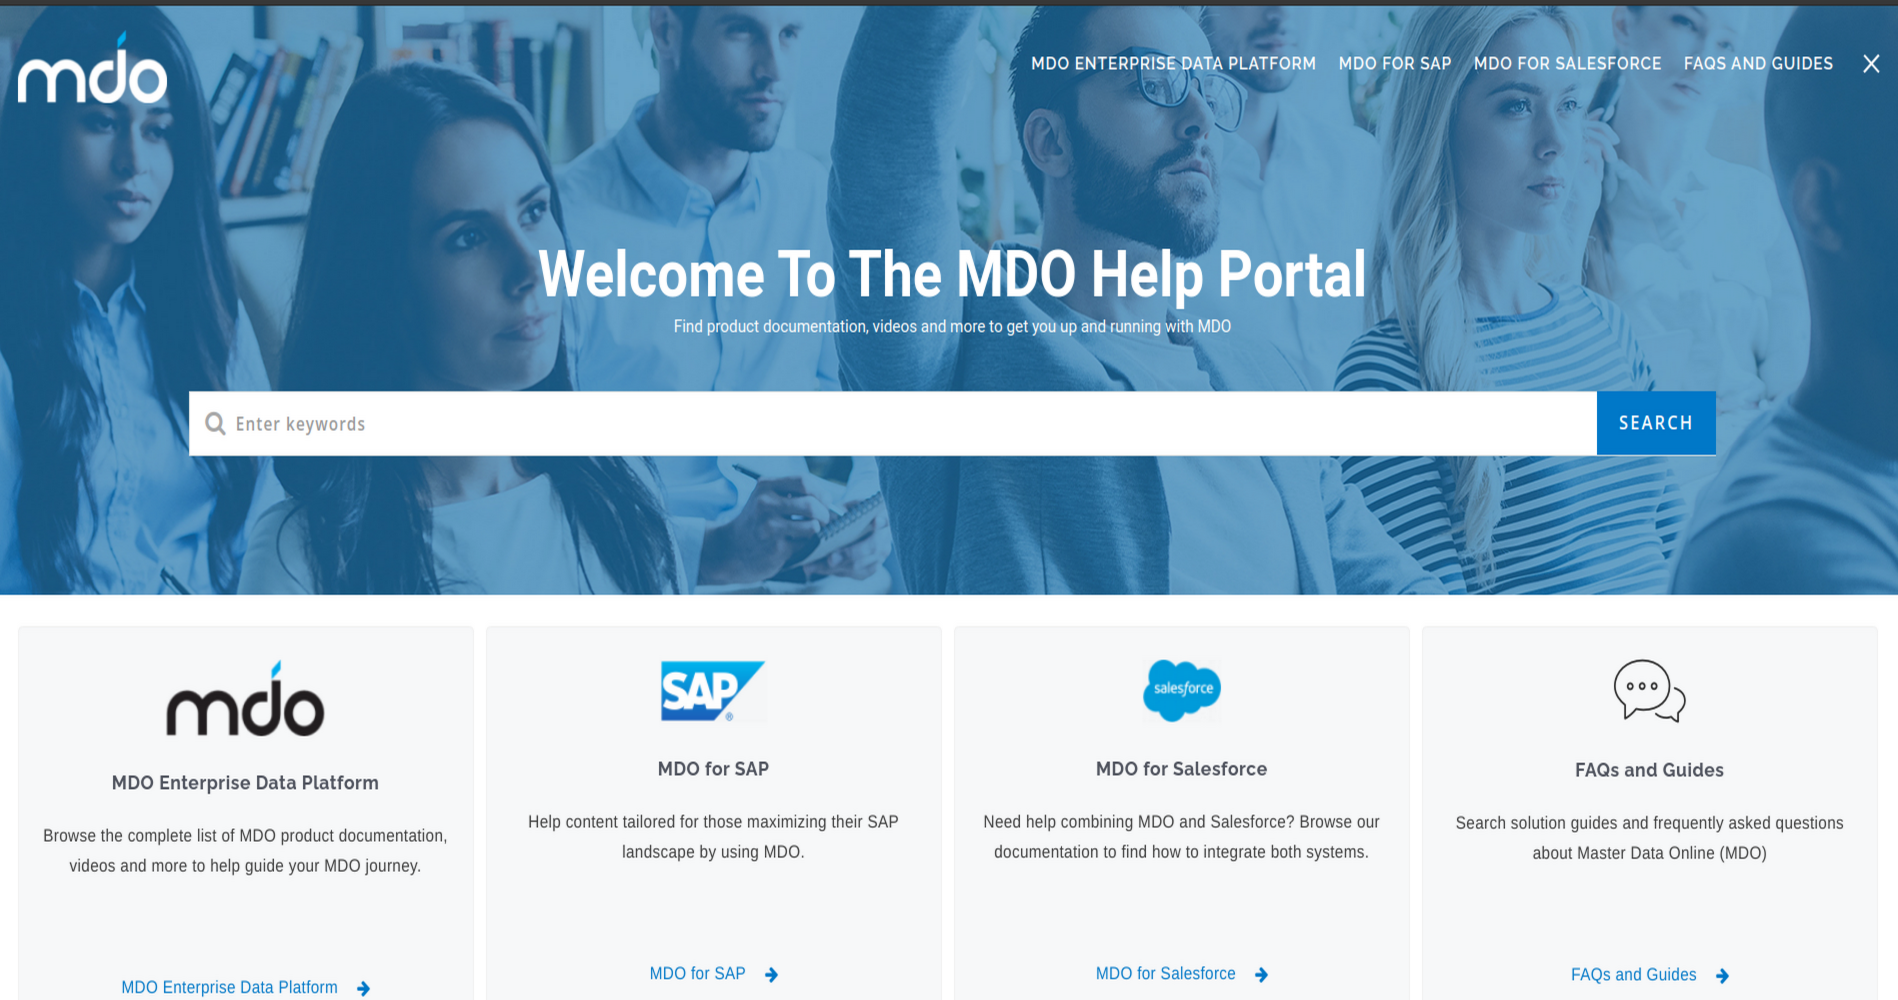 mdo
MDO ENTERPRISE DATA PLATFORM MDO FOR SAP MDO FOR SALESFORCE FAQS AND GUIDES
Welcome To The MDO Help Portal
Find product documentation, videos and more to get you up and running with MDO
Enter keywords
SEARCH
mdo
MDO Enterprise Data Platform
Browse the complete list of MDO product documentation,
videos and more to help guide your MDO journey.
MDO Enterprise Data Platform
SAP®
MDO for SAP
Help content tailored for those maximizing their SAP
landscape by using MDO.
MDO for SAP
salesforce
MDO for Salesforce
Need help combining MDO and Salesforce? Browse our
documentation to find how to integrate both systems.
MDO for Salesforce
FAQs and Guides
Search solution guides and frequently asked questions
about Master Data Online (MDO)
FAQs and Guides